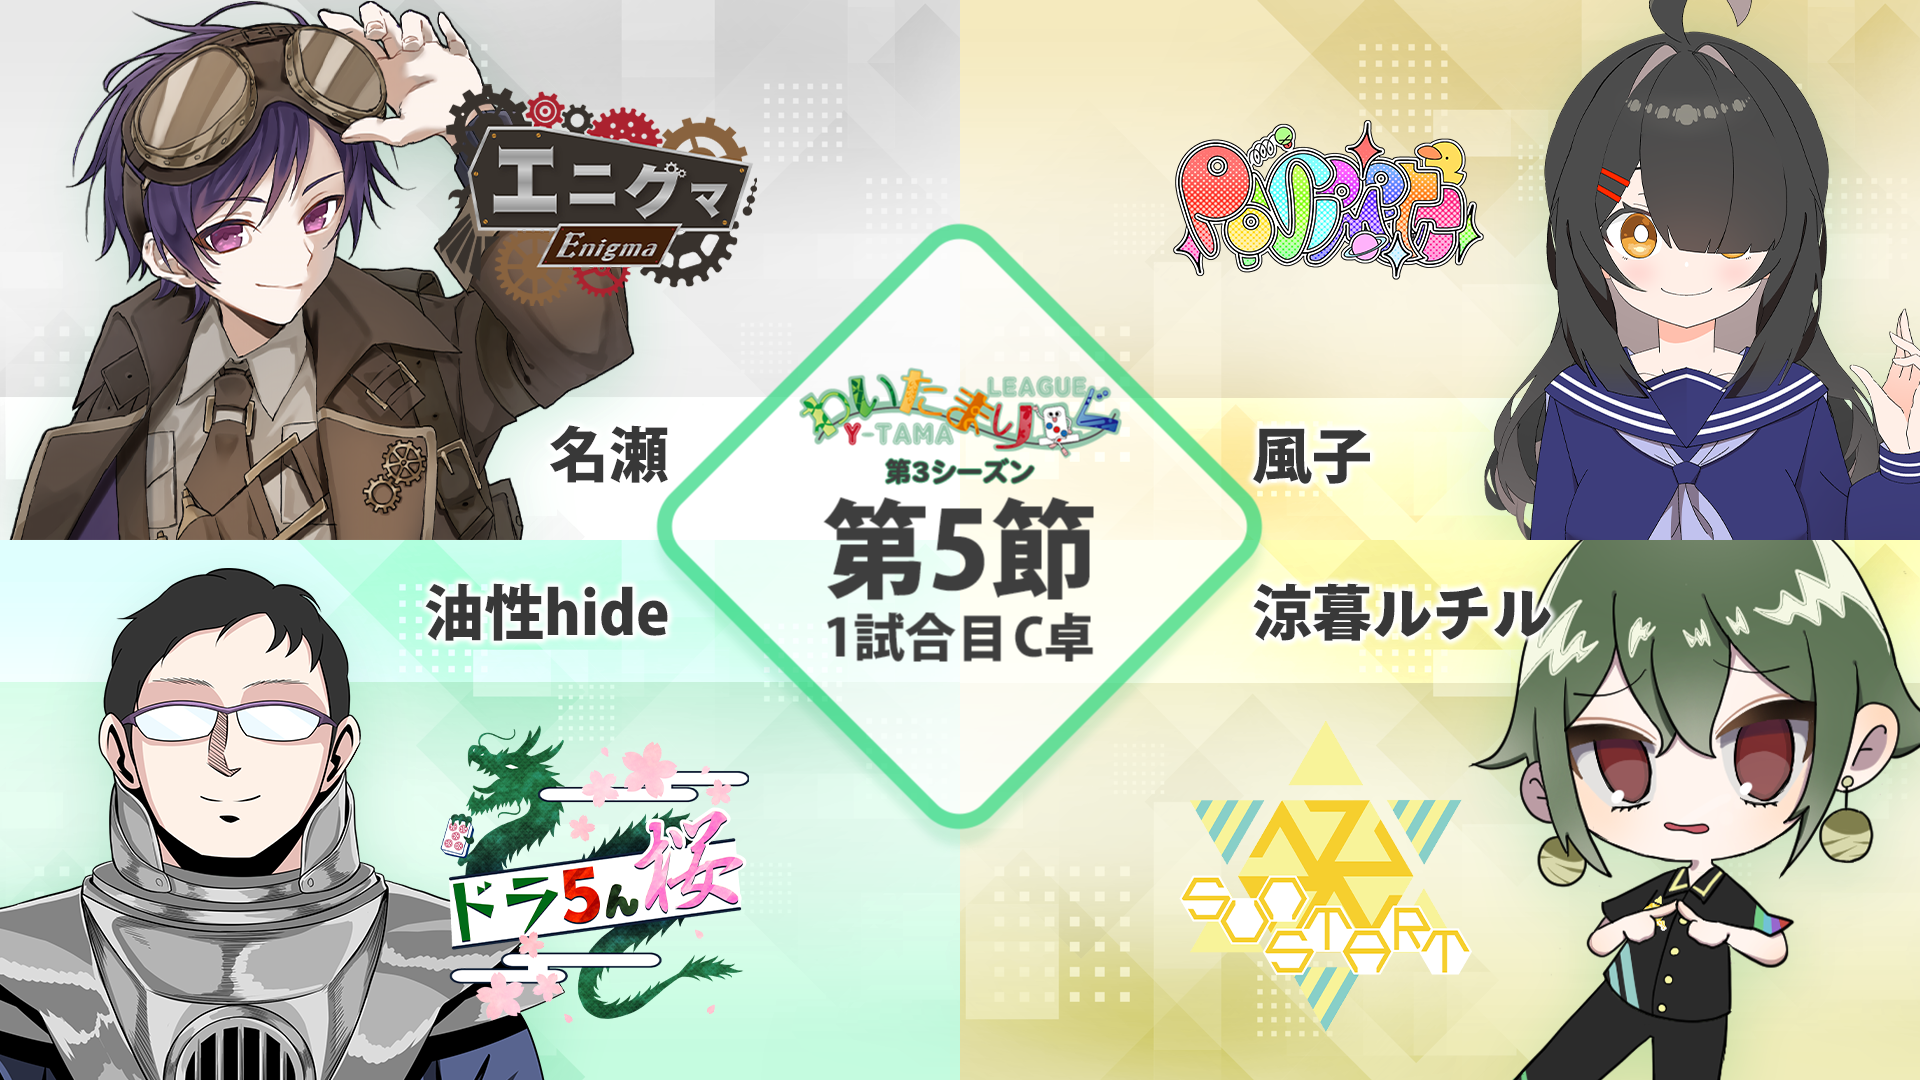 エニグマ
Enigma
名瀬
風子
わいたまりーぐ
LEAGUE
Y-TAMA
第3シーズン
第5節
1試合目 C卓
油性hide
涼暮ルチル
ドラ5ん桜
SUN
START